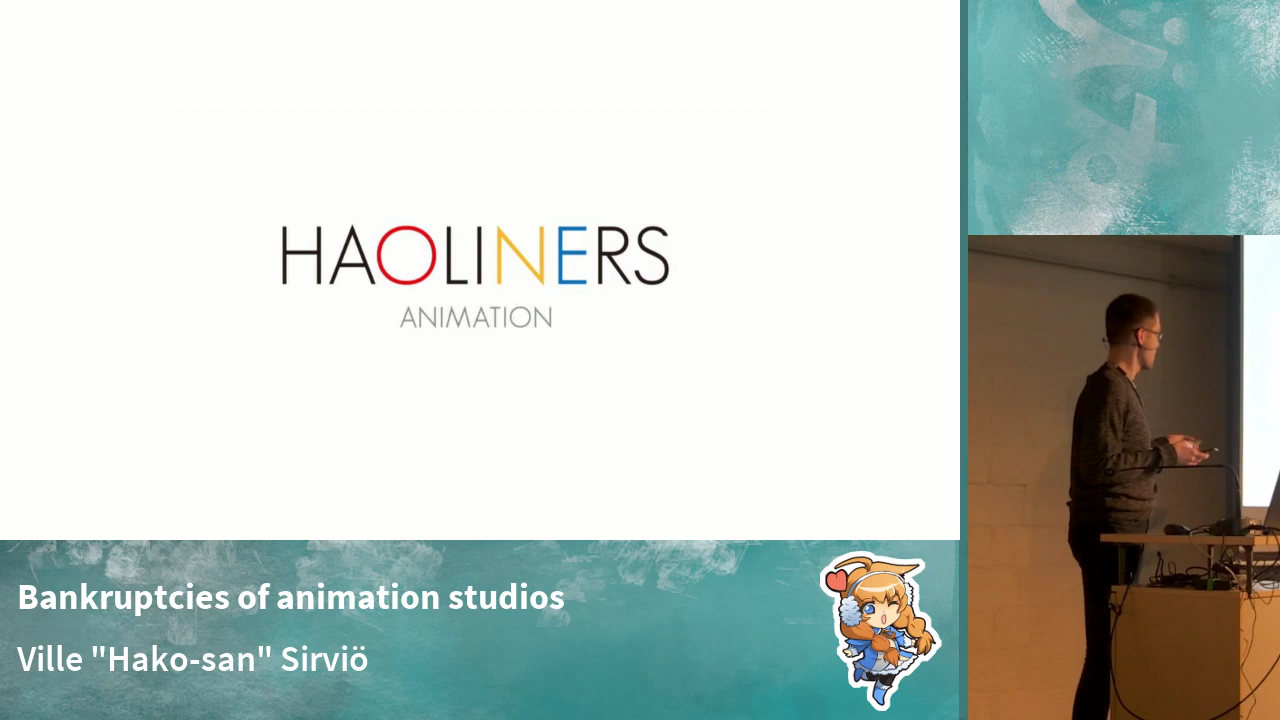 HAOLINERS
ANIMATION
Bankruptcies of animation studios
Ville "Hako-san" Sirviö